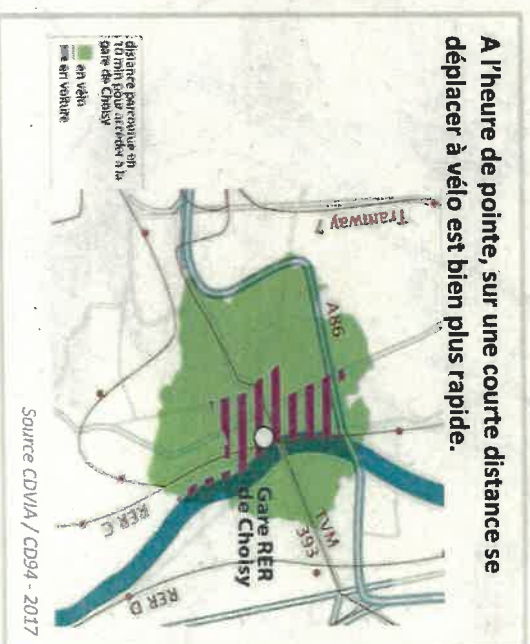 A l'heure de pointe, sur une courte distance se
déplacer à vélo est bien plus rapide.
distance parcourue en
10 min pour accéder à la
gare de Choisy
en vélo
en voiture
Tramway
7
A86
TVM
393
Gare RER
de Choisy
RER C
RER D
Source CDVIA / CD94 - 2017